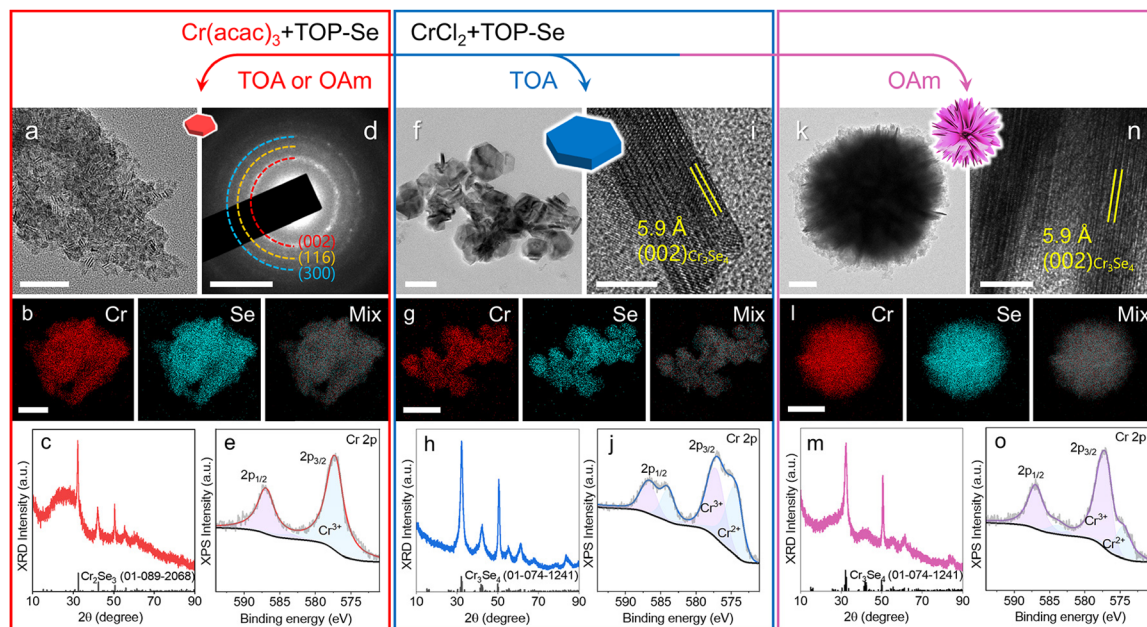 Cr(acac)3+TOP-Se
CrCl2+TOP-Se
TOA or OAm
TOA
OAm
a
d
(002)
(116)
(300)
f
i
5.9 Å
(002)Cr3Se4
k
n
5.9 Å
(002)Cr3Se4
b
Cr
Se
Mix
g
Cr
Se
Mix
l
Cr
Se
Mix
c
XRD Intensity (a.u.)
Cr2Se3 (01-089-2068)
10 30 50 70 90
2θ (degree)
e
Cr 2p
2p3/2
2p1/2
Cr3+
XPS Intensity (a.u.)
590 585 580 575
Binding energy (eV)
h
XRD Intensity (a.u.)
Cr3Se4 (01-074-1241)
10 30 50 70 90
2θ (degree)
j
Cr 2p
2p3/2
2p1/2
Cr3+
Cr2+
XPS Intensity (a.u.)
590 585 580 575
Binding energy (eV)
m
XRD Intensity (a.u.)
Cr3Se4 (01-074-1241)
10 30 50 70 90
2θ (degree)
o
Cr 2p
2p3/2
2p1/2
Cr3+
Cr2+
XPS Intensity (a.u.)
590 585 580 575
Binding energy (eV)